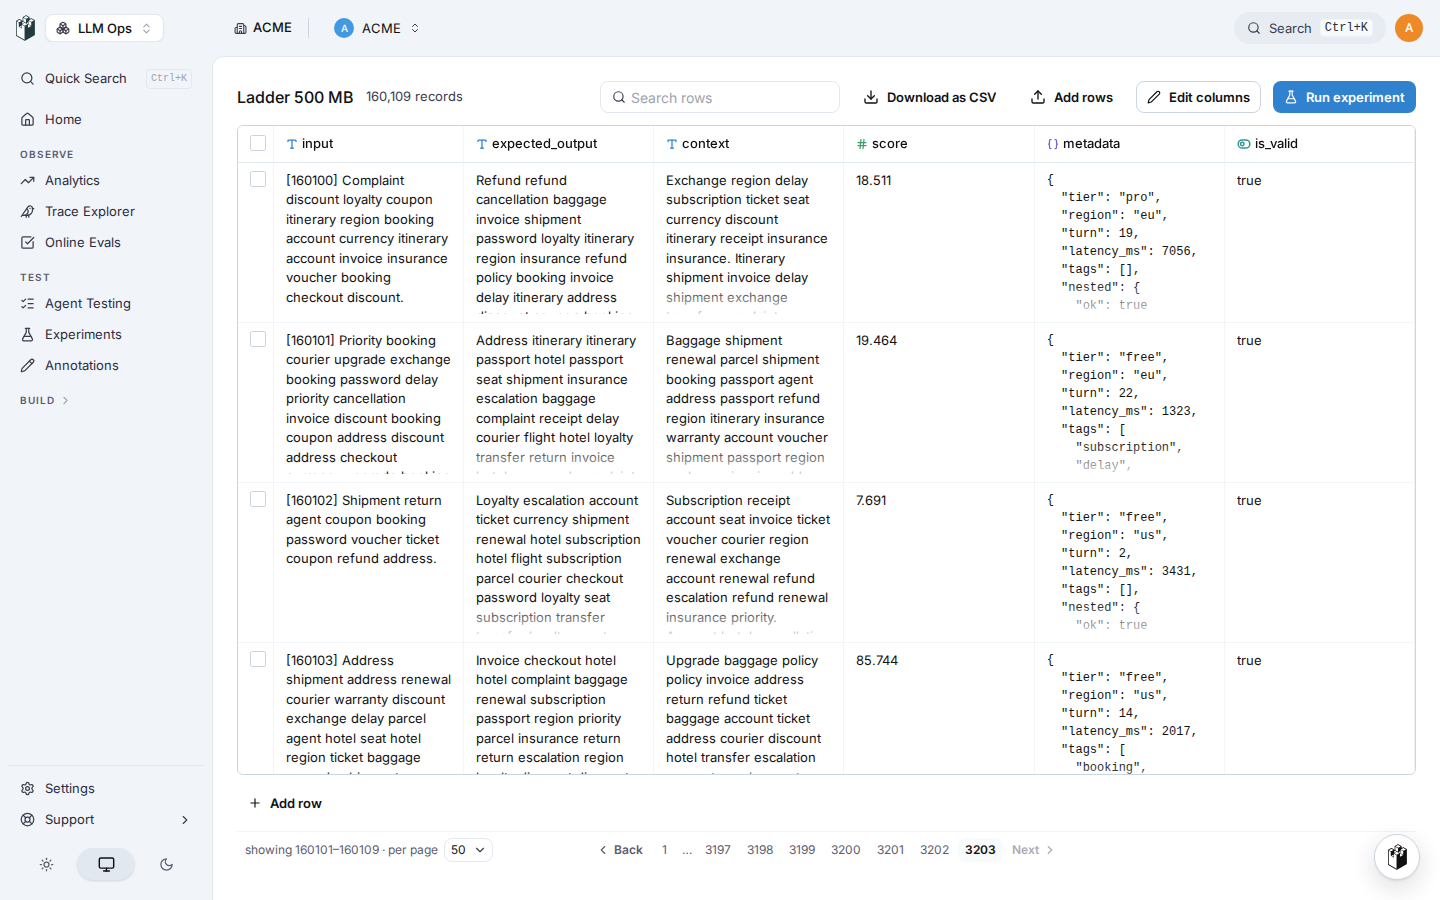 LLM Ops
ACME
A
ACME
Search Ctrl+K
A
Quick Search Ctrl+K
Home
OBSERVE
Analytics
Trace Explorer
Online Evals
TEST
Agent Testing
Experiments
Annotations
BUILD
Settings
Support
Ladder 500 MB 160,109 records
Search rows
Download as CSV
Add rows
Edit columns
Run experiment
input
expected_output
context
score
metadata
is_valid
[160100] Complaint
discount loyalty coupon
itinerary region booking
account currency itinerary
account invoice insurance
voucher booking
checkout discount.
Refund refund
cancellation baggage
invoice shipment
password loyalty itinerary
region insurance refund
policy booking invoice
delay itinerary address
Exchange region delay
subscription ticket seat
currency discount
itinerary receipt insurance
insurance. Itinerary
shipment invoice delay
shipment exchange
18.511
{
"tier": "pro",
"region": "eu",
"turn": 19,
"latency_ms": 7056,
"tags": [],
"nested": {
"ok": true
true
[160101] Priority booking
courier upgrade exchange
booking password delay
priority cancellation
invoice discount booking
coupon address discount
address checkout
Address itinerary itinerary
passport hotel passport
seat shipment insurance
escalation baggage
complaint receipt delay
courier flight hotel loyalty
transfer return invoice
Baggage shipment
renewal parcel shipment
booking passport agent
address passport refund
region itinerary insurance
warranty account voucher
shipment passport region
19.464
{
"tier": "free",
"region": "eu",
"turn": 22,
"latency_ms": 1323,
"tags": [
"subscription",
"delay",
true
[160102] Shipment return
agent coupon booking
password voucher ticket
coupon refund address.
Loyalty escalation account
ticket currency shipment
renewal hotel subscription
hotel flight subscription
parcel courier checkout
password loyalty seat
subscription transfer
Subscription receipt
account seat invoice ticket
voucher courier region
renewal exchange
account renewal refund
escalation refund renewal
insurance priority.
7.691
{
"tier": "free",
"region": "us",
"turn": 2,
"latency_ms": 3431,
"tags": [],
"nested": {
"ok": true
true
[160103] Address
shipment address renewal
courier warranty discount
exchange delay parcel
agent hotel seat hotel
region ticket baggage
Invoice checkout hotel
hotel complaint baggage
renewal subscription
passport region priority
parcel insurance return
return escalation region
Upgrade baggage policy
policy invoice address
return refund ticket
baggage account ticket
address courier discount
hotel transfer escalation
85.744
{
"tier": "free",
"region": "us",
"turn": 14,
"latency_ms": 2017,
"tags": [
"booking",
true
Add row
showing 160101–160109 · per page 50
Back 1 ... 3197 3198 3199 3200 3201 3202 3203 Next